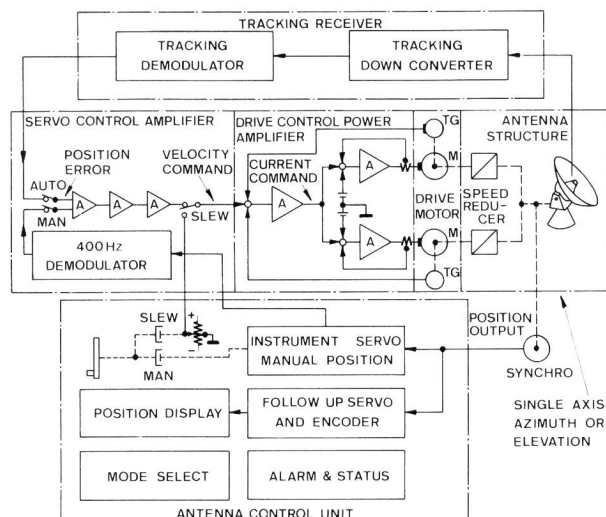 TRACKING RECEIVER
TRACKING
DEMODULATOR
TRACKING
DOWN CONVERTER
SERVO CONTROL AMPLIFIER
DRIVE CONTROL POWER
AMPLIFIER
TG
ANTENNA
STRUCTURE
POSITION
ERROR
VELOCITY
COMMAND
CURRENT
COMMAND
AUTO
MAN
A
A
A
SLEW
A
A
A
M
DRIVE
MOTOR
SPEED
REDU-
CER
M
TG
400Hz
DEMODULATOR
SLEW
+
−
MAN
INSTRUMENT SERVO
MANUAL POSITION
POSITION
OUTPUT
SYNCHRO
POSITION DISPLAY
FOLLOW UP SERVO
AND ENCODER
SINGLE AXIS
AZIMUTH OR
ELEVATION
MODE SELECT
ALARM & STATUS
ANTENNA CONTROL UNIT